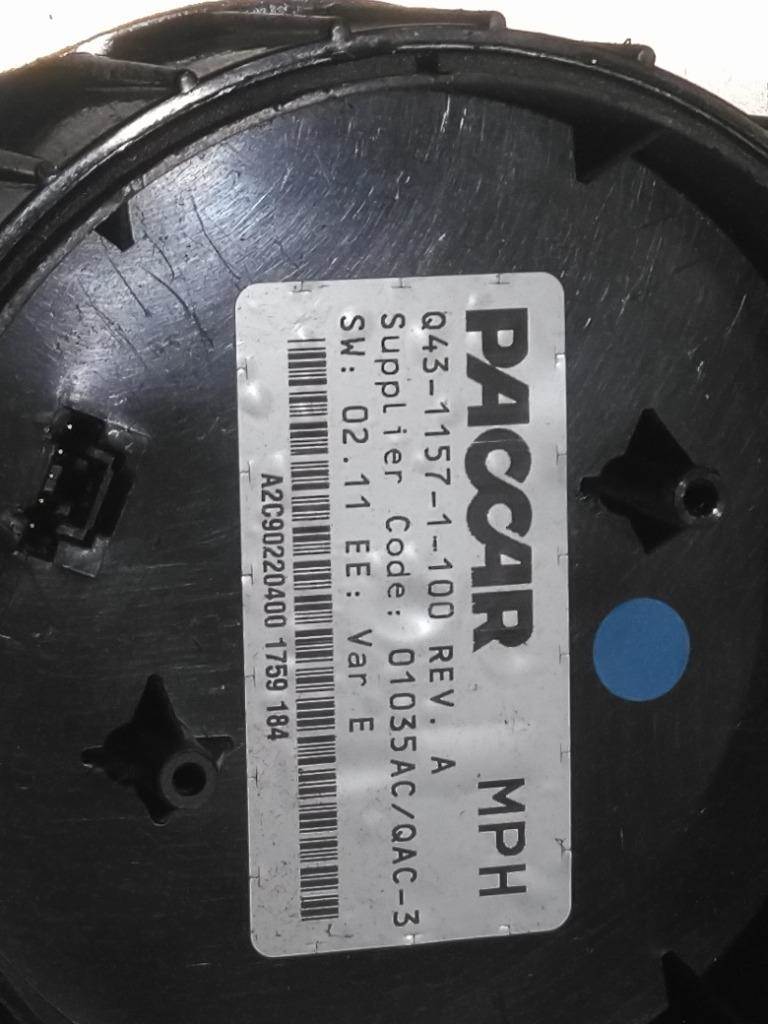 PACCAR MPH
Q43-1157-1-100 REV. A
Supplier Code: 01035AC/QAC-3
SW: 02.11 EE: Var E
A2C90220400 1759 184